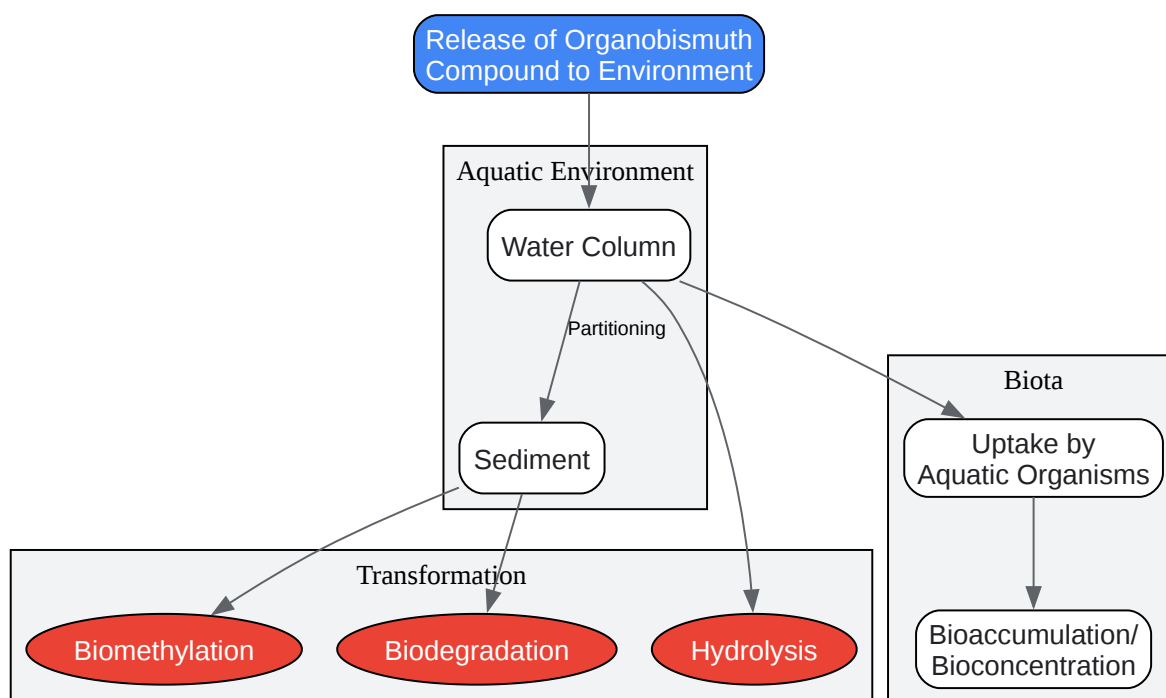 Release of Organobismuth
Compound to Environment
Aquatic Environment
Water Column
Partitioning
Biota
Uptake by
Aquatic Organisms
Sediment
Transformation
Biomethylation
Biodegradation
Hydrolysis
Bioaccumulation/
Bioconcentration